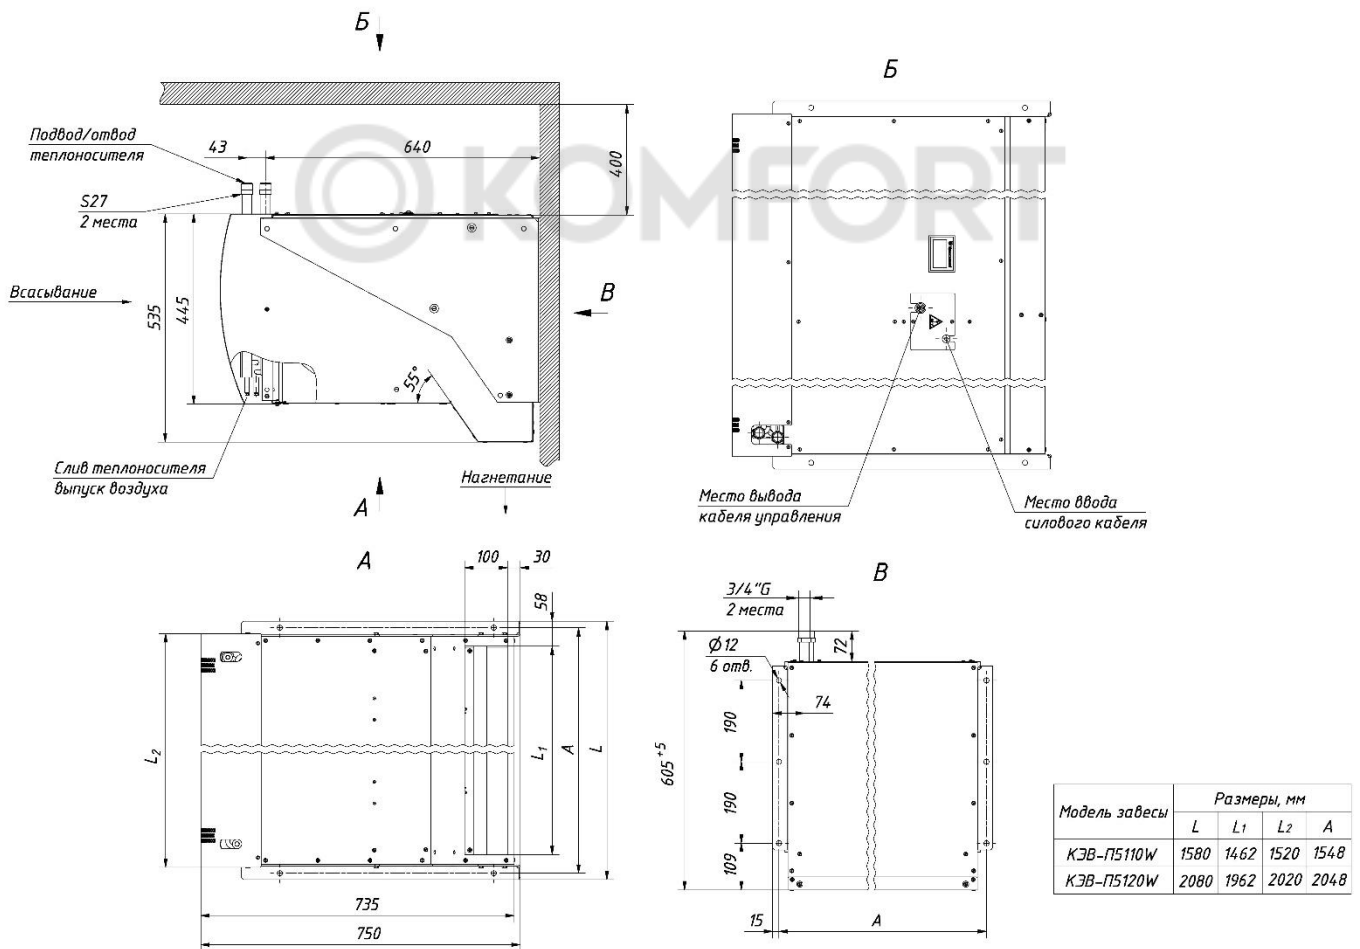 Б
Б
Подвод/отвод
теплоносителя
43
640
400
S27
2 места
KOMFORT
Всасывание
535
445
В
55°
Слив теплоносителя
выпуск воздуха
А
Нагнетание
Место вывода
кабеля управления
Место ввода
силового кабеля
А
100
30
58
L2
L1
А
L
735
750
В
3/4"G
2 места
72
Ø12
6 отв.
74
190
605+5
190
109
15
А
Модель завесы
Размеры, мм
L L1 L2 А
КЭВ-П5110W 1580 1462 1520 1548
КЭВ-П5120W 2080 1962 2020 2048